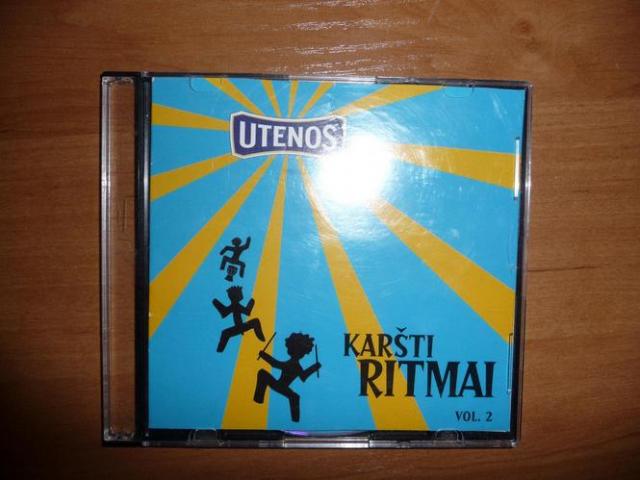 UTENOS
KARŠTI
RITMAI
VOL. 2